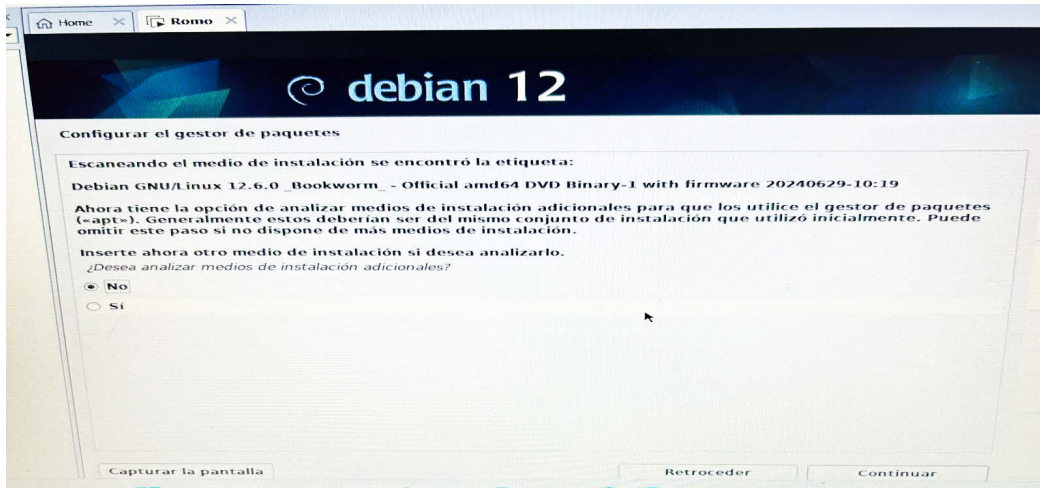 Home
Romo
debian 12
Configurar el gestor de paquetes
Escaneando el medio de instalación se encontró la etiqueta:
Debian GNU/Linux 12.6.0 _Bookworm_ - Official amd64 DVD Binary-1 with firmware 20240629-10:19
Ahora tiene la opción de analizar medios de instalación adicionales para que los utilice el gestor de paquetes
(«apt»). Generalmente estos deberían ser del mismo conjunto de instalación que utilizó inicialmente. Puede
omitir este paso si no dispone de más medios de instalación.
Inserte ahora otro medio de instalación si desea analizarlo.
¿Desea analizar medios de instalación adicionales?
No
Sí
Capturar la pantalla
Retroceder
Continuar